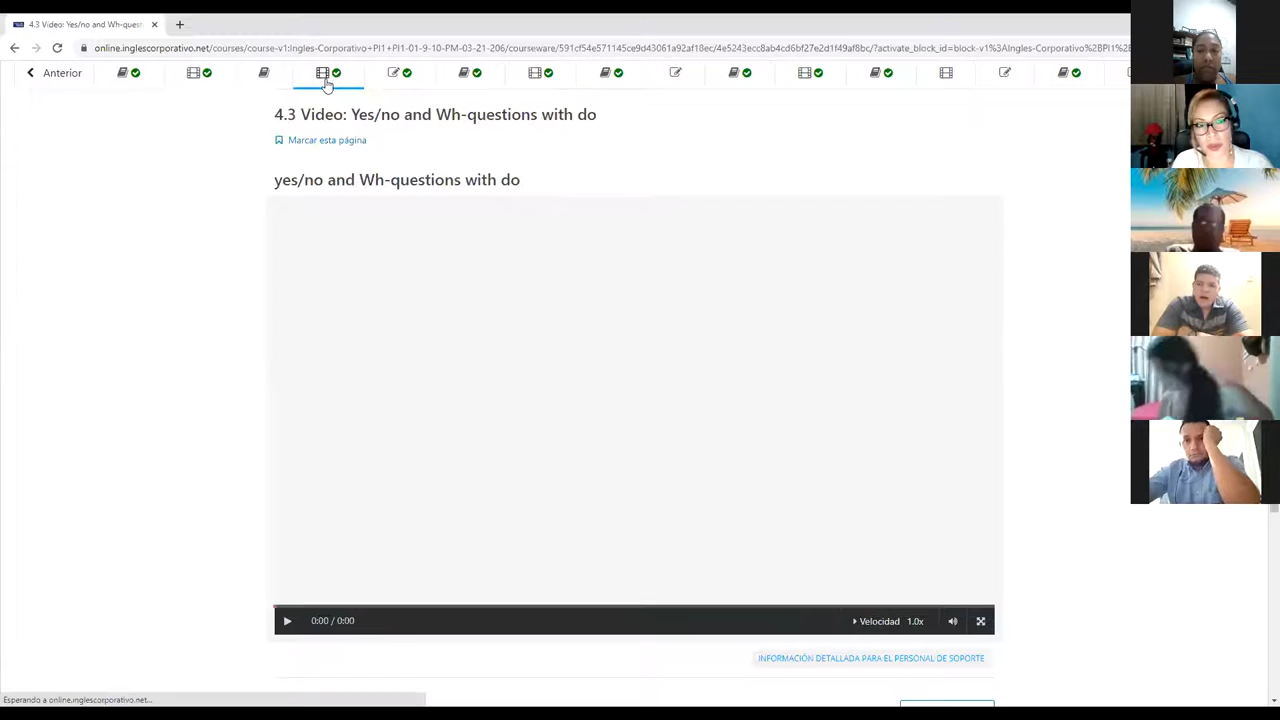 4.3 Video: Yes/no and Wh-quest
online.inglescorporativo.net/courses/course-v1:Ingles-Corporativo+PI1+PI1-01-9-10-PM-03-21-206/courseware/591cf54e571145ce9d43061a92af18ec/4e5243ecc8ab4cd6bf27e2d1f49af8bc/?activate_block_id=block-v1%3AIngles-Corporativo%2BPI1%2B
Anterior
4.3 Video: Yes/no and Wh-questions with do
Marcar esta página
yes/no and Wh-questions with do
0:00 / 0:00
Velocidad 1.0x
INFORMACIÓN DETALLADA PARA EL PERSONAL DE SOPORTE
Esperando a online.inglescorporativo.net...